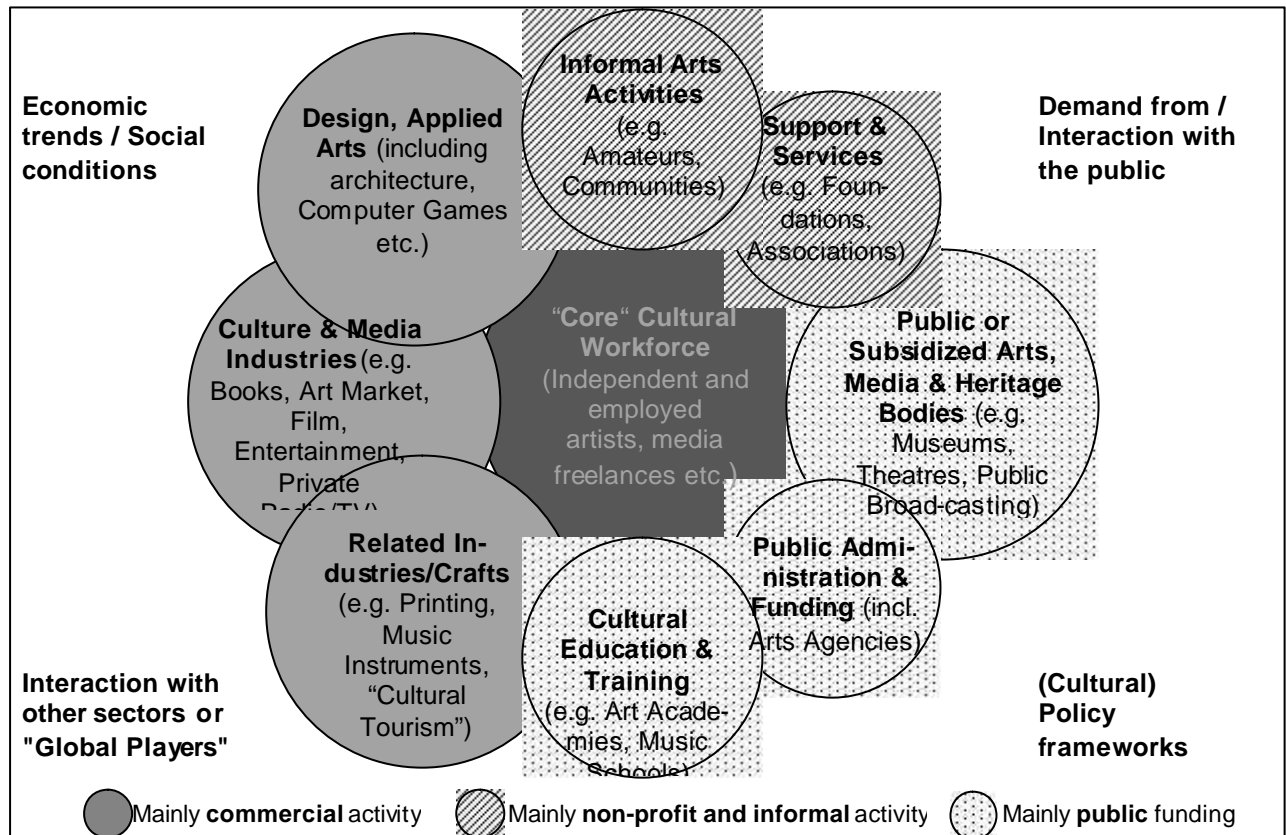 Economic
trends / Social
conditions
Design, Applied
Arts (including
architecture,
Computer Games
etc.)
Informal Arts
Activities
(e.g.
Amateurs,
Communities)
Support &
Services
(e.g. Foun-
dations,
Associations)
Demand from /
Interaction with
the public
Culture & Media
Industries (e.g.
Books, Art Market,
Film,
Entertainment,
Private
Radio/TV)
“Core“ Cultural
Workforce
(Independent and
employed
artists, media
freelances etc.)
Public or
Subsidized Arts,
Media & Heritage
Bodies (e.g.
Museums,
Theatres, Public
Broad-casting)
Related In-
dustries/Crafts
(e.g. Printing,
Music
Instruments,
“Cultural
Tourism”)
Cultural
Education &
Training
(e.g. Art Acade-
mies, Music
Schools)
Public Admi-
nistration &
Funding (incl.
Arts Agencies)
Interaction with
other sectors or
"Global Players"
(Cultural)
Policy
frameworks
Mainly commercial activity
Mainly non-profit and informal activity
Mainly public funding